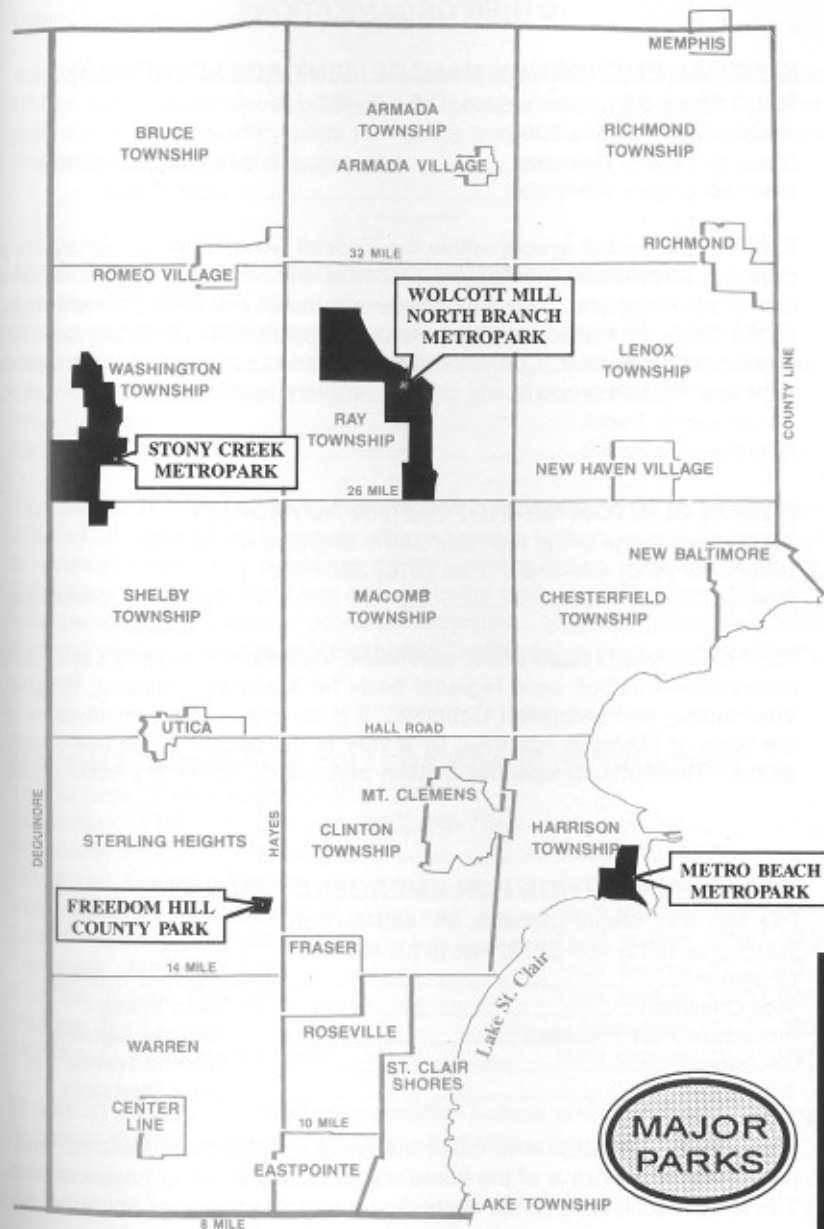 MEMPHIS
BRUCE
TOWNSHIP
ARMADA
TOWNSHIP
RICHMOND
TOWNSHIP
ARMADA VILLAGE
ROMEO VILLAGE
32 MILE
RICHMOND
WOLCOTT MILL
NORTH BRANCH
METROPARK
WASHINGTON
TOWNSHIP
LENOX
TOWNSHIP
COUNTY LINE
RAY
TOWNSHIP
STONY CREEK
METROPARK
NEW HAVEN VILLAGE
26 MILE
NEW BALTIMORE
SHELBY
TOWNSHIP
MACOMB
TOWNSHIP
CHESTERFIELD
TOWNSHIP
UTICA
HALL ROAD
MT. CLEMENS
DEQUINDRE
STERLING HEIGHTS
HAYES
CLINTON
TOWNSHIP
HARRISON
TOWNSHIP
METRO BEACH
METROPARK
FREEDOM HILL
COUNTY PARK
FRASER
14 MILE
Lake St. Clair
WARREN
ROSEVILLE
ST. CLAIR
SHORES
CENTER
LINE
10 MILE
EASTPOINTE
MAJOR
PARKS
LAKE TOWNSHIP
8 MILE